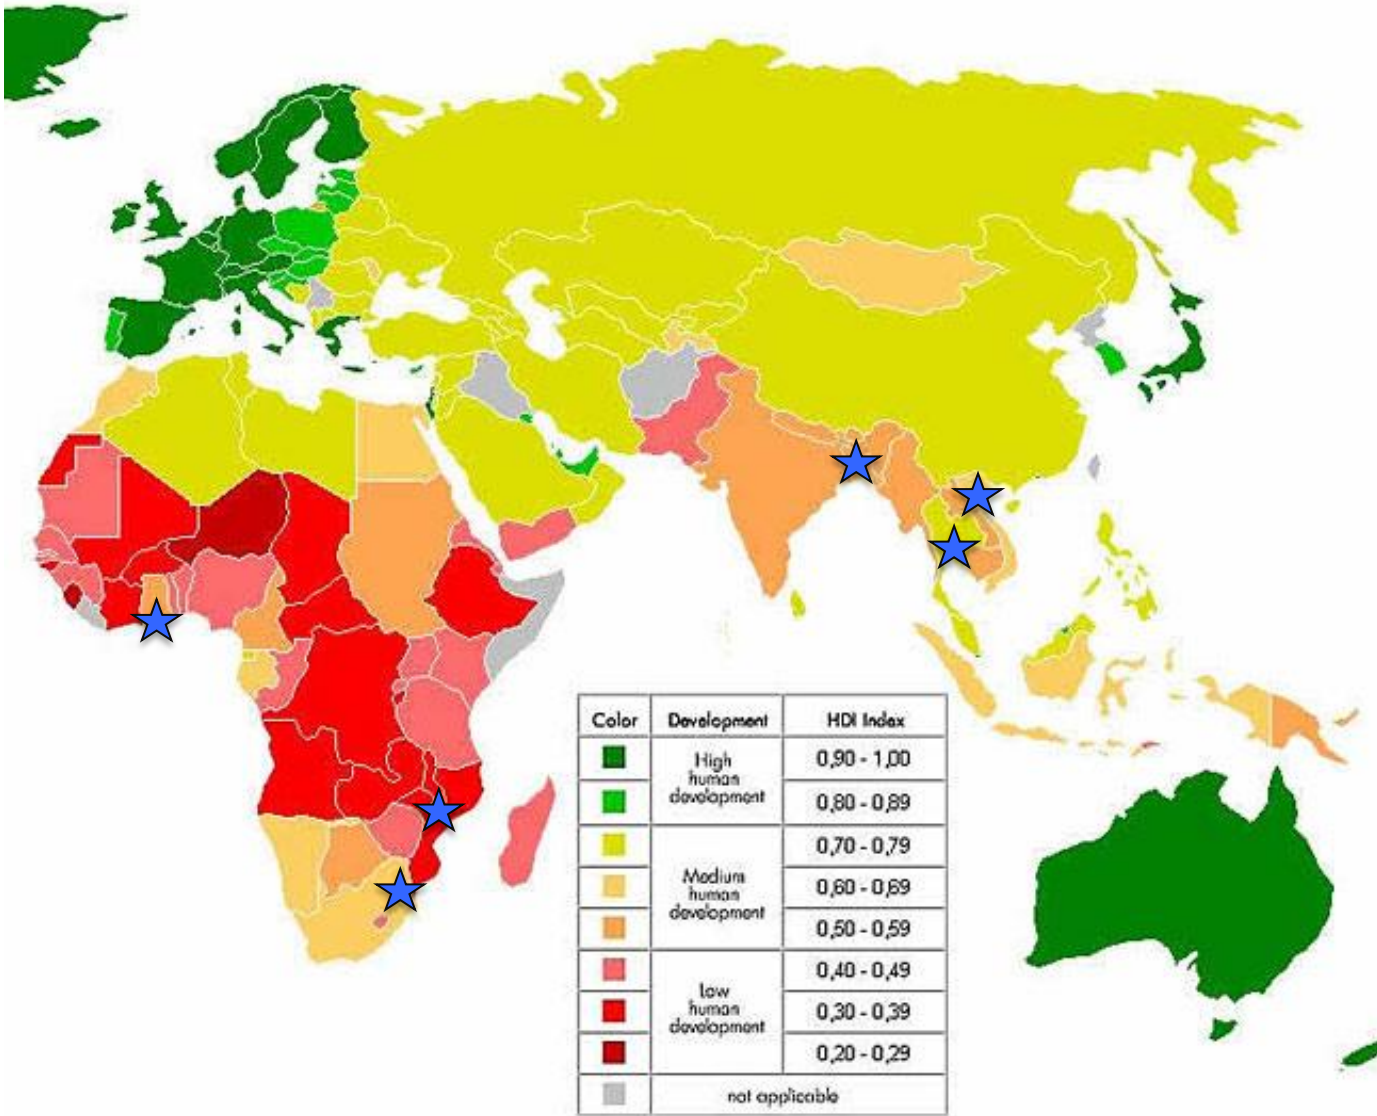 Color Development HDI Index
High
human
development
0,90 - 1,00
0,80 - 0,89
Medium
human
development
0,70 - 0,79
0,60 - 0,69
0,50 - 0,59
Low
human
development
0,40 - 0,49
0,30 - 0,39
0,20 - 0,29
not applicable